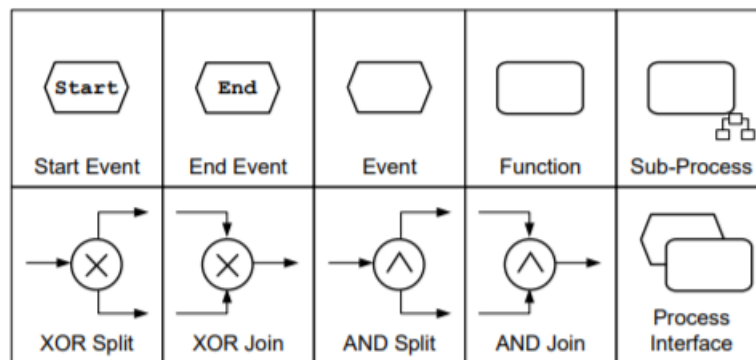 Start
End
Start Event
End Event
Event
Function
Sub-Process
XOR Split
XOR Join
AND Split
AND Join
Process
Interface